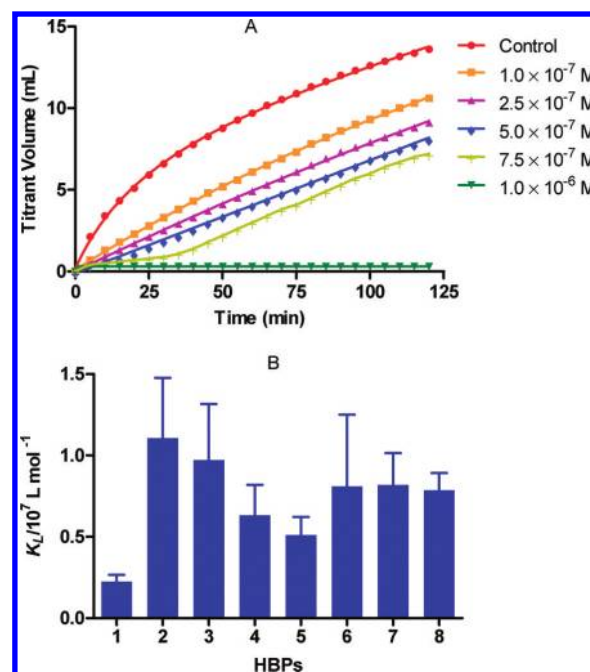 A
Titrant Volume (mL)
15
10
5
0
0 25 50 75 100 125
Time (min)
Control
1.0 × 10⁻⁷ M
2.5 × 10⁻⁷ M
5.0 × 10⁻⁷ M
7.5 × 10⁻⁷ M
1.0 × 10⁻⁶ M
B
K_L/10⁷ L mol⁻¹
1.5
1.0
0.5
0.0
1 2 3 4 5 6 7 8
HBPs